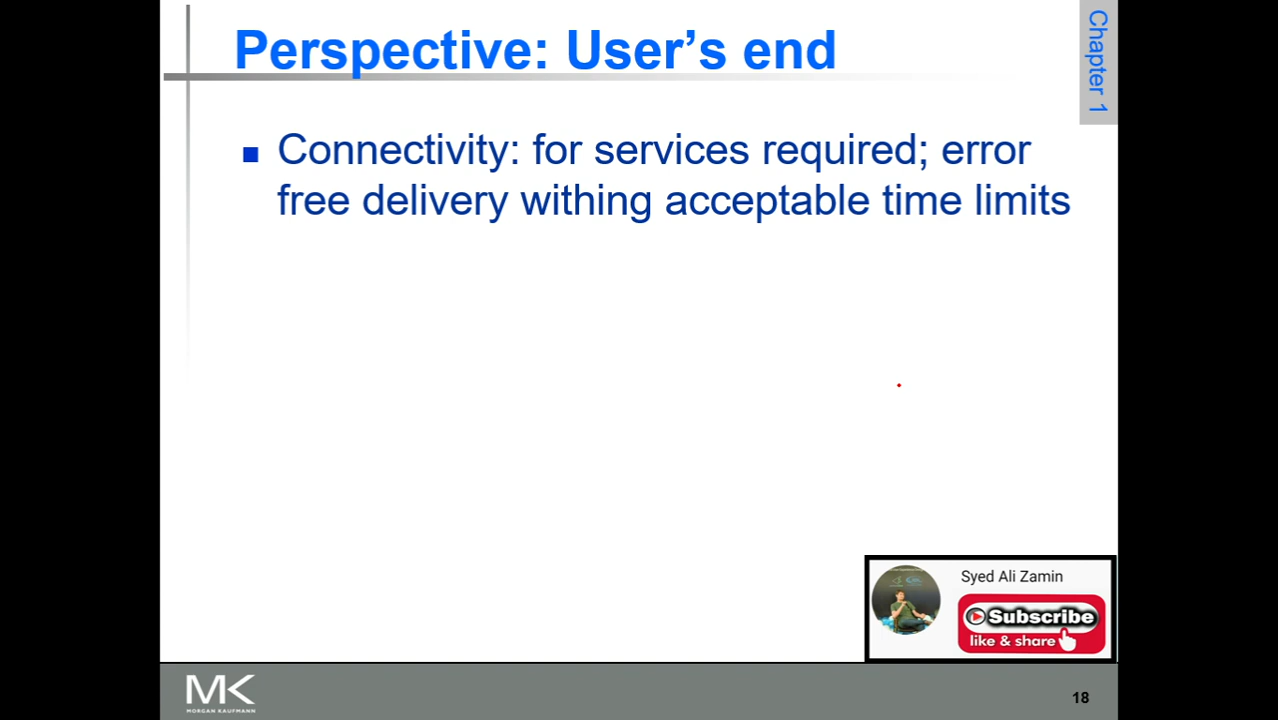 Perspective: User’s end
Chapter 1
Connectivity: for services required; error
free delivery withing acceptable time limits
Syed Ali Zamin
Subscribe
like & share
MK
MORGAN KAUFMANN
18